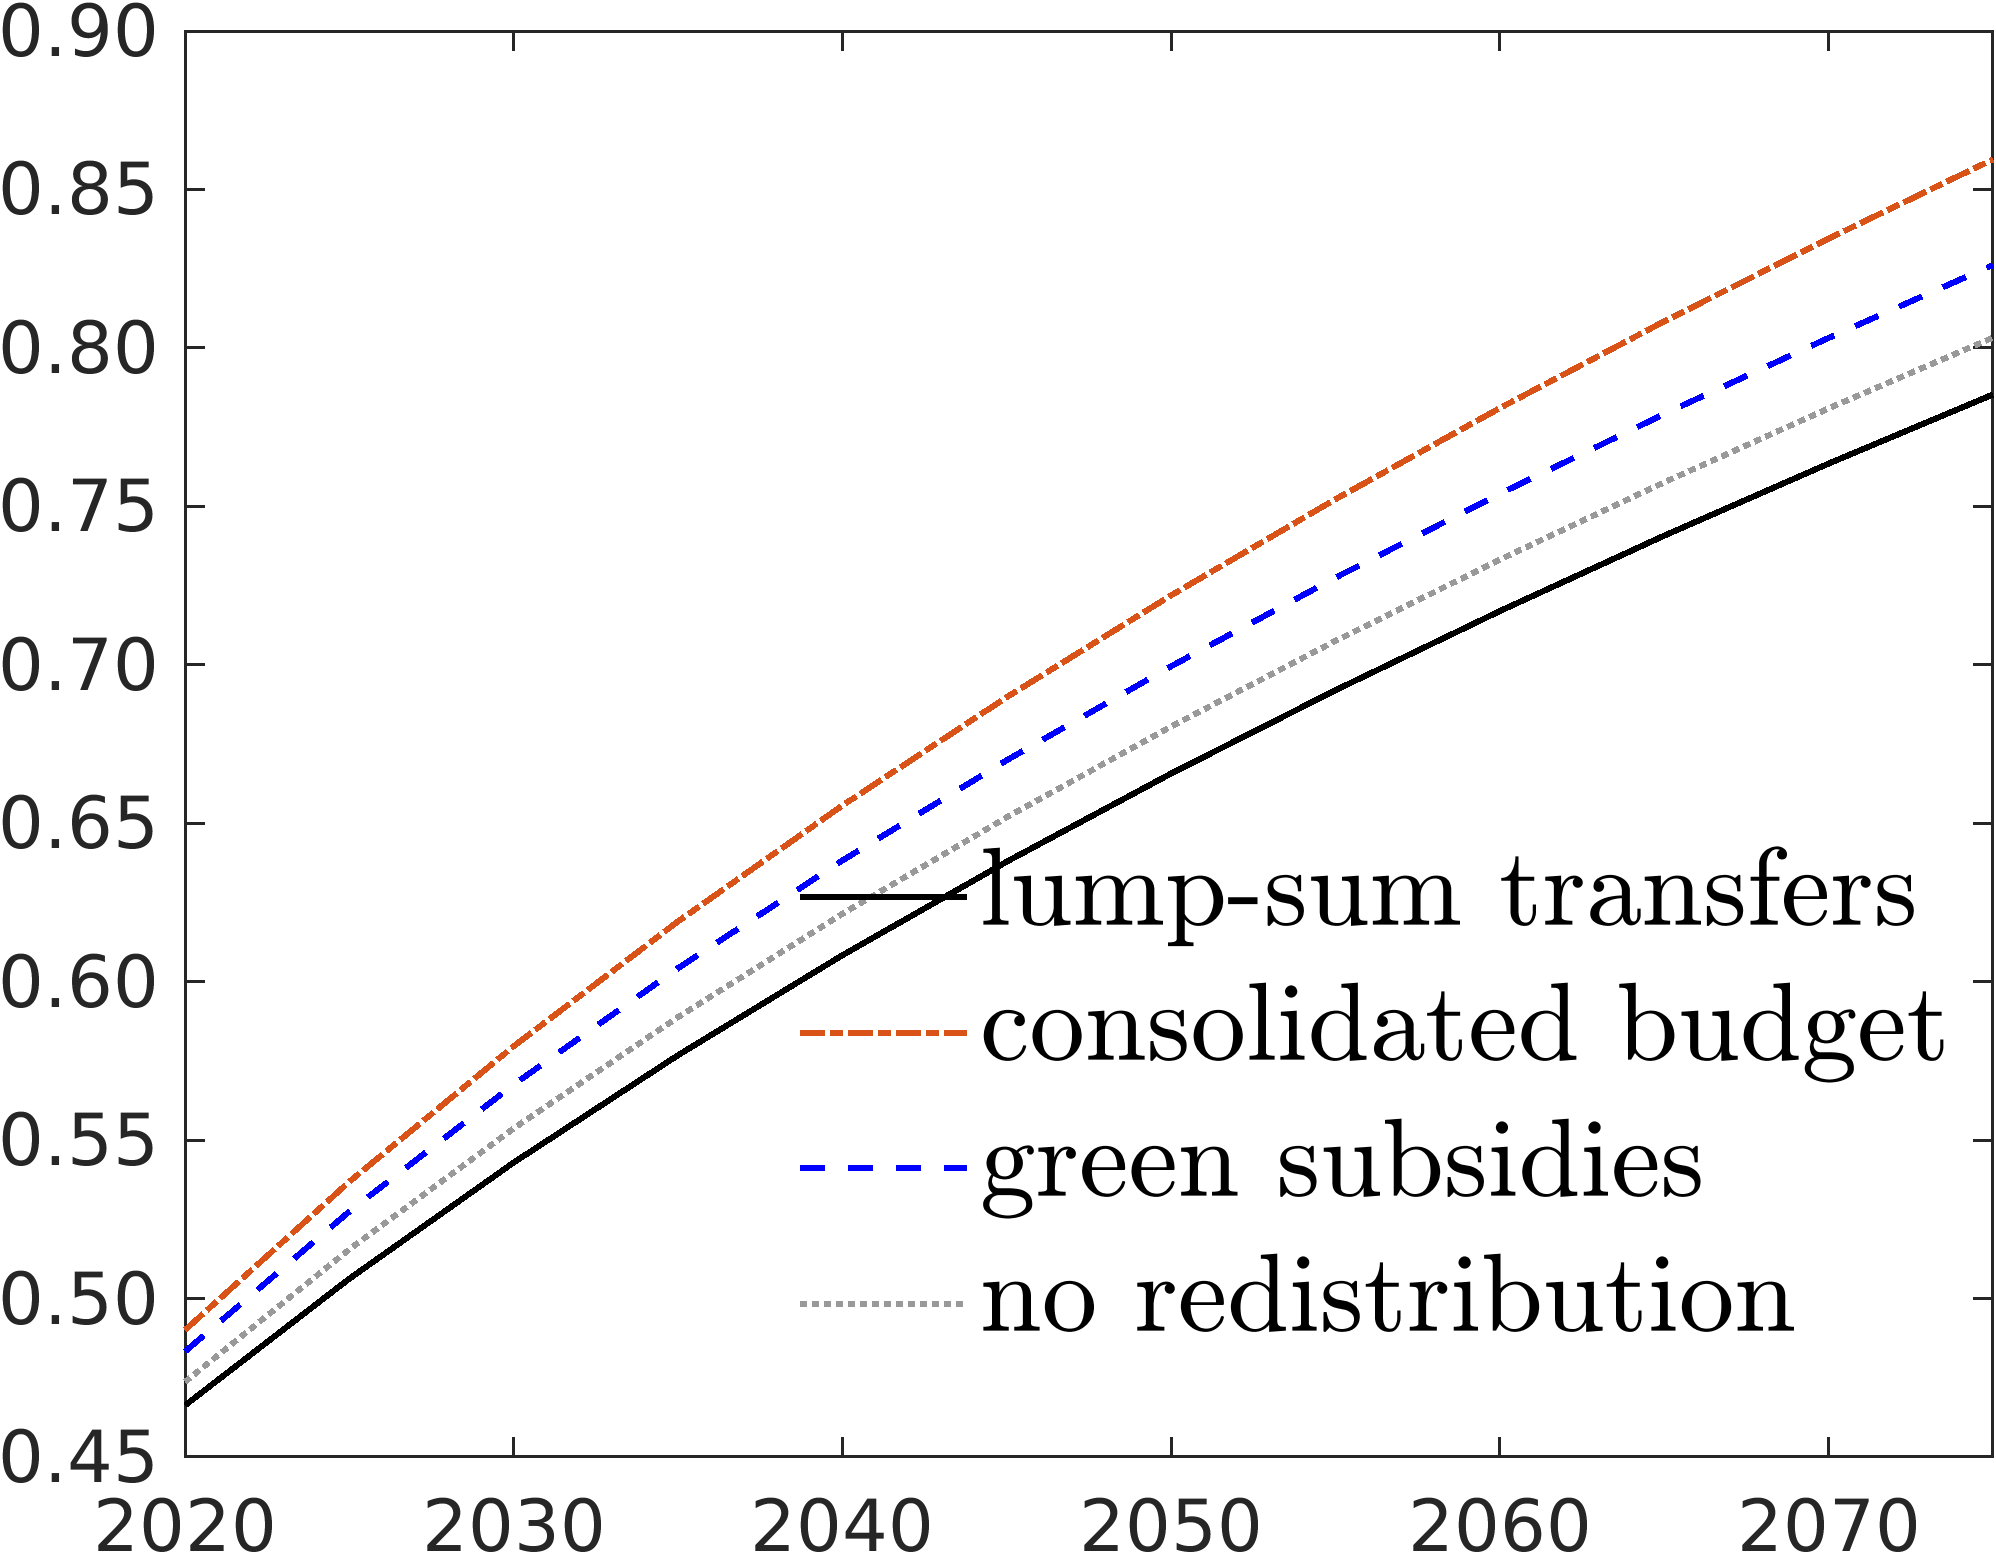 0.90
0.85
0.80
0.75
0.70
0.65
0.60
0.55
0.50
0.45
2020 2030 2040 2050 2060 2070
lump-sum transfers
consolidated budget
green subsidies
no redistribution